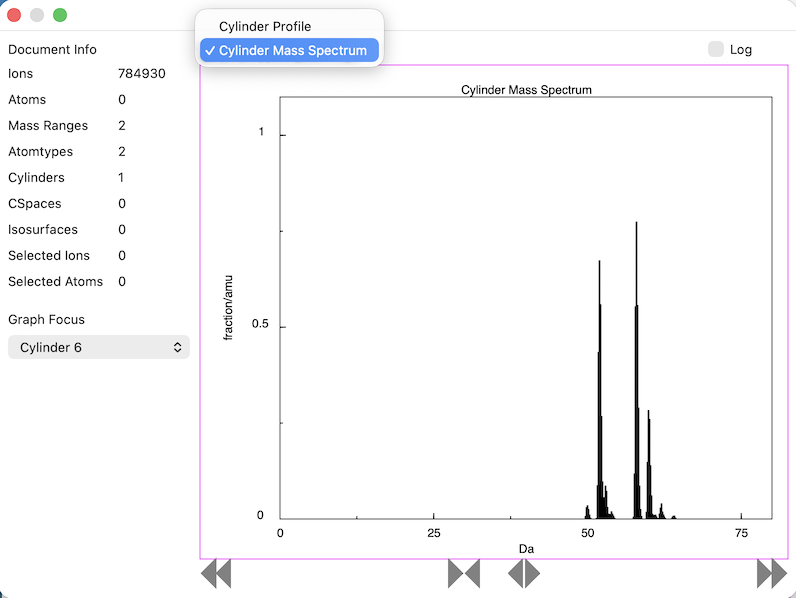 Cylinder Profile
✓ Cylinder Mass Spectrum
Document Info
Log
Ions 784930
Atoms 0
Mass Ranges 2
Atomtypes 2
Cylinders 1
CSpaces 0
Isosurfaces 0
Selected Ions 0
Selected Atoms 0
Graph Focus
Cylinder 6
Cylinder Mass Spectrum
1
0.5
0
fraction/amu
0 25 50 75
Da